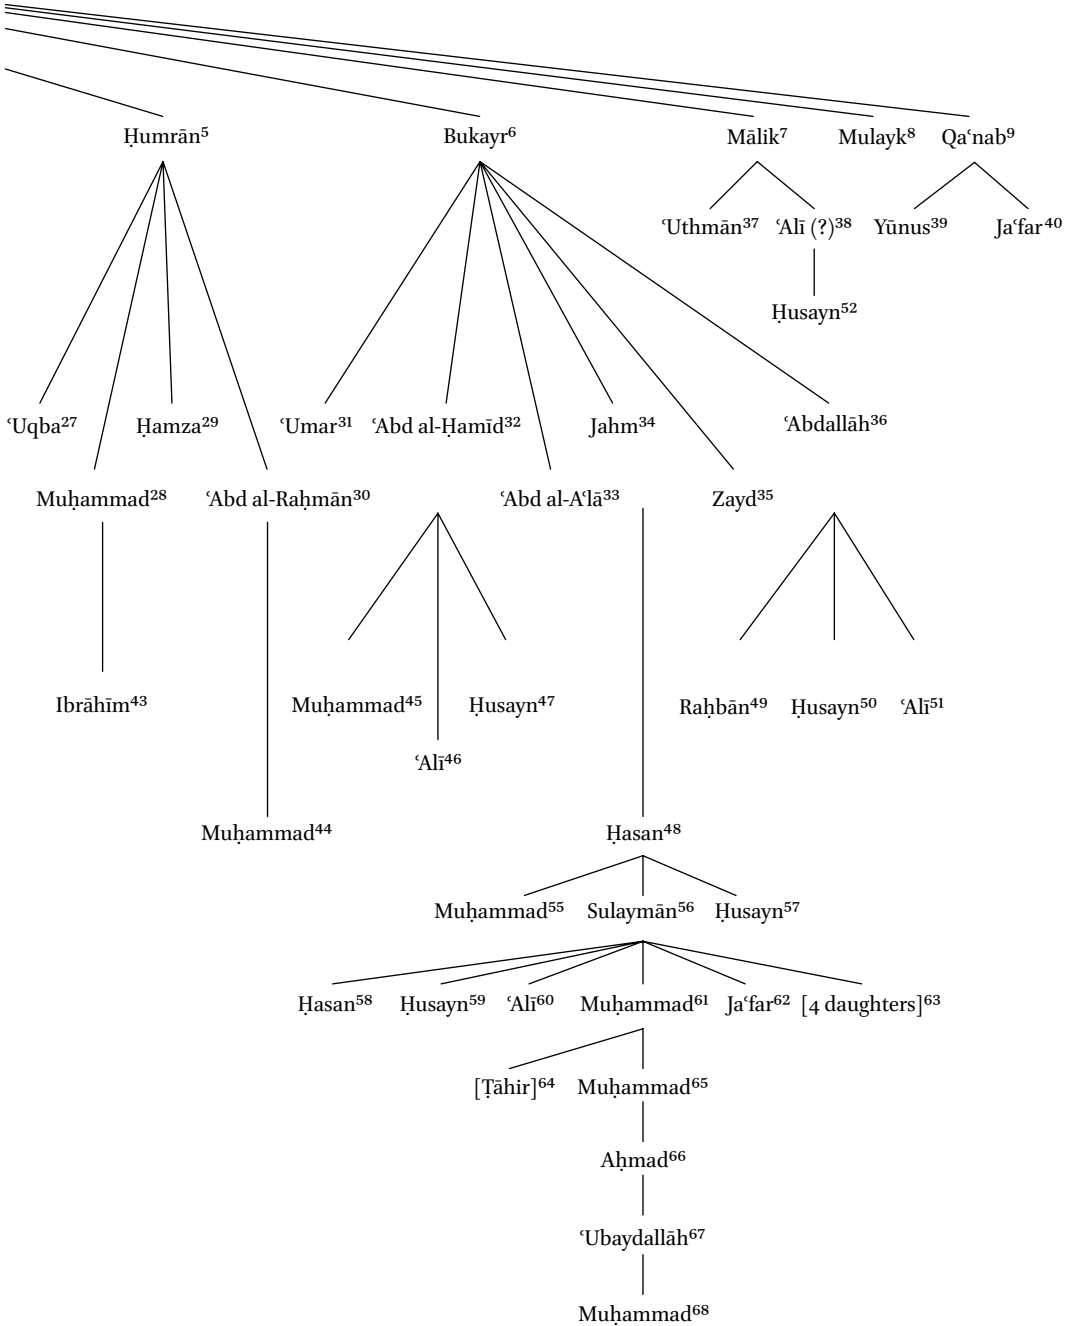 Ḥumrān⁵ Bukayr⁶ Mālik⁷ Mulayk⁸ Qaʿnab⁹
ʿUthmān³⁷ ʿAlī (?)³⁸ Yūnus³⁹ Jaʿfar⁴⁰
Ḥusayn⁵²
ʿUqba²⁷ Ḥamza²⁹ ʿUmar³¹ ʿAbd al-Ḥamīd³² Jahm³⁴ ʿAbdallāh³⁶
Muḥammad²⁸ ʿAbd al-Raḥmān³⁰ ʿAbd al-Aʿlā³³ Zayd³⁵
Ibrāhīm⁴³ Muḥammad⁴⁵ Ḥusayn⁴⁷ Raḥbān⁴⁹ Ḥusayn⁵⁰ ʿAlī⁵¹
ʿAlī⁴⁶
Muḥammad⁴⁴ Ḥasan⁴⁸
Muḥammad⁵⁵ Sulaymān⁵⁶ Ḥusayn⁵⁷
Ḥasan⁵⁸ Ḥusayn⁵⁹ ʿAlī⁶⁰ Muḥammad⁶¹ Jaʿfar⁶² [4 daughters]⁶³
[Ṭāhir]⁶⁴ Muḥammad⁶⁵
Aḥmad⁶⁶
ʿUbaydallāh⁶⁷
Muḥammad⁶⁸